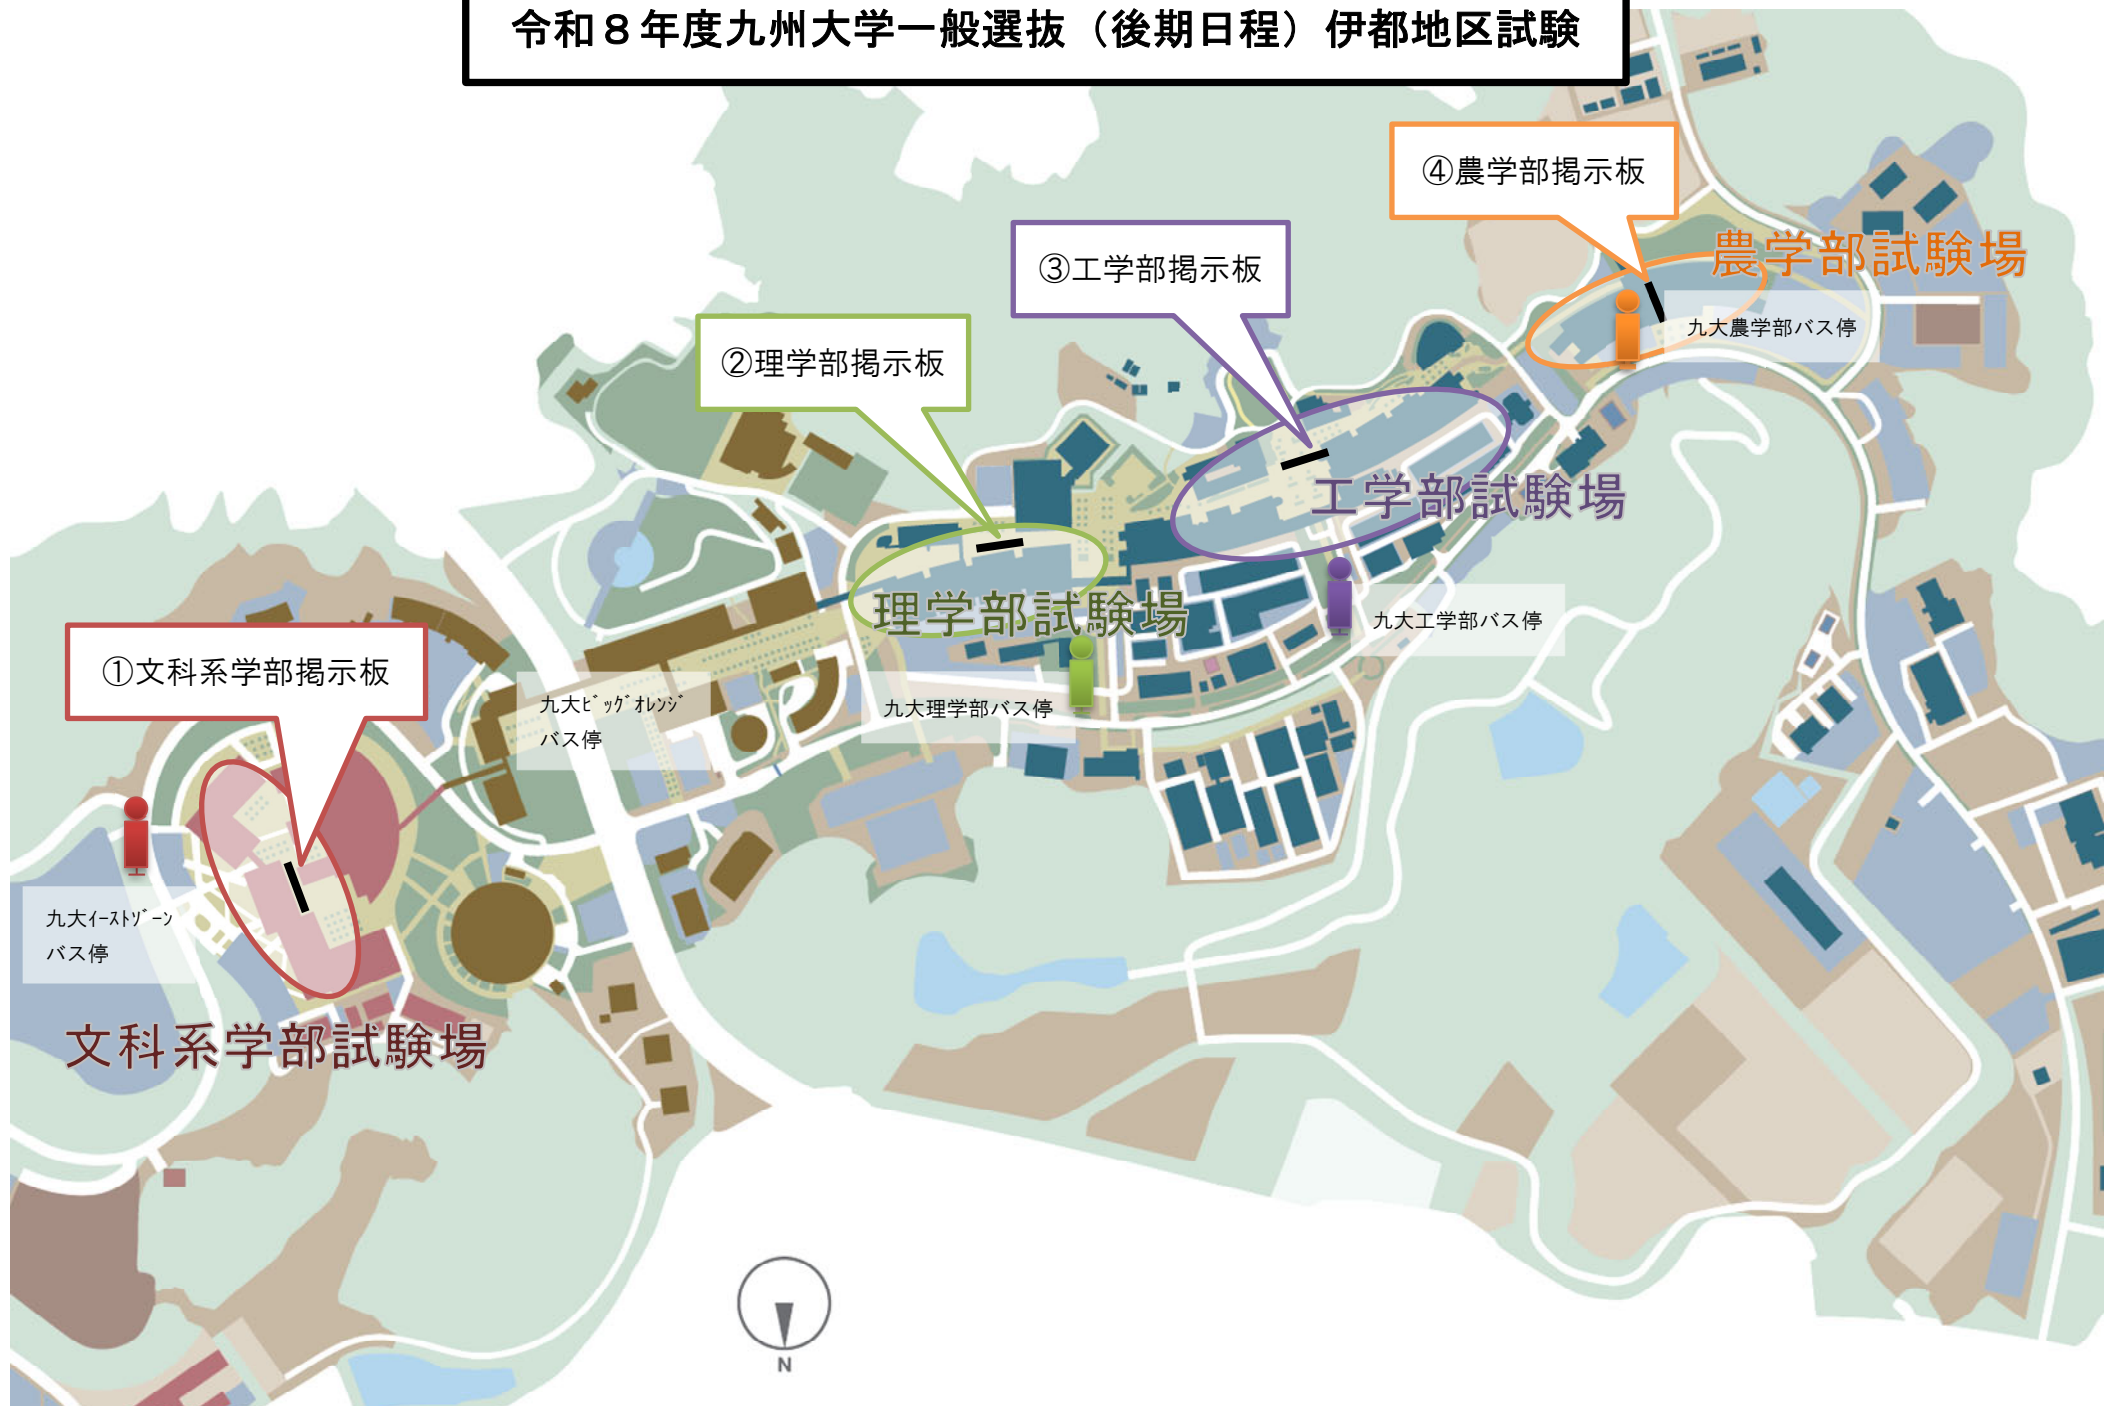 令和８年度九州大学一般選抜（後期日程）伊都地区試験
④農学部掲示板
農学部試験場
③工学部掲示板
九大農学部バス停
②理学部掲示板
工学部試験場
理学部試験場
九大工学部バス停
①文科系学部掲示板
九大ﾋﾞｯｸﾞｵﾚﾝｼﾞ
バス停
九大理学部バス停
九大ｲｰｽﾄｿﾞｰﾝ
バス停
文科系学部試験場
N